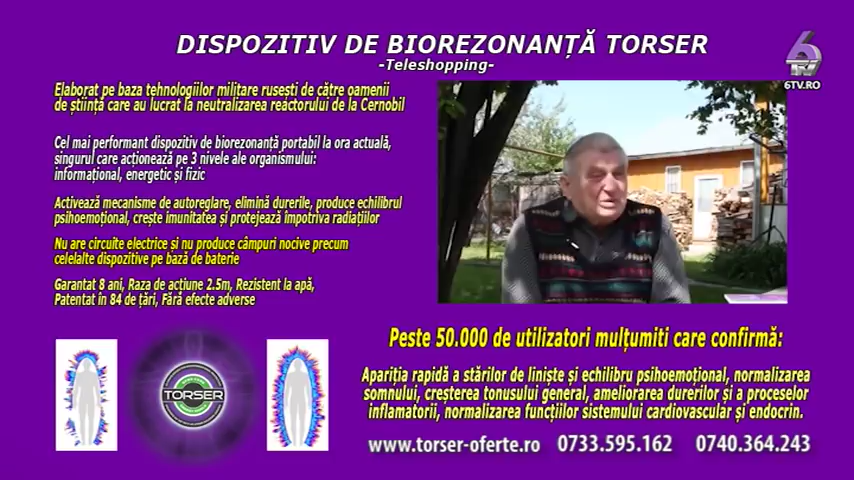 DISPOZITIV DE BIOREZONANȚĂ TORSER
-Teleshopping-
6TV.RO
Elaborat pe baza tehnologiilor militare rusești de către oamenii
de știință care au lucrat la neutralizarea reactorului de la Cernobil
Cel mai performant dispozitiv de biorezonanță portabil la ora actuală,
singurul care acționează pe 3 nivele ale organismului:
informațional, energetic și fizic
Activează mecanisme de autoreglare, elimină durerile, produce echilibrul
psihoemoțional, crește imunitatea și protejează împotriva radiațiilor
Nu are circuite electrice și nu produce câmpuri nocive precum
celelalte dispozitive pe bază de baterie
Garantat 8 ani, Raza de acțiune 2.5m, Rezistent la apă,
Patentat în 84 de țări, Fără efecte adverse
TORSER
Peste 50.000 de utilizatori mulțumiti care confirmă:
Apariția rapidă a stărilor de liniște și echilibru psihoemoțional, normalizarea
somnului, creșterea tonusului general, ameliorarea durerilor și a proceselor
inflamatorii, normalizarea funcțiilor sistemului cardiovascular și endocrin.
www.torser-oferte.ro 0733.595.162 0740.364.243